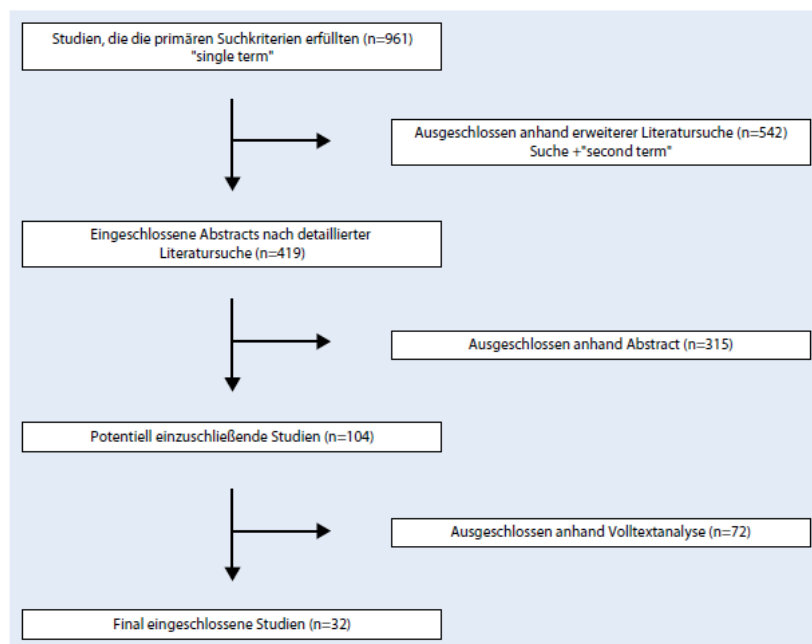 Studien, die die primären Suchkriterien erfüllten (n=961)
"single term"
Ausgeschlossen anhand erweiterer Literatursuche (n=542)
Suche +"second term"
Eingeschlossene Abstracts nach detaillierter
Literatursuche (n=419)
Ausgeschlossen anhand Abstract (n=315)
Potentiell einzuschließende Studien (n=104)
Ausgeschlossen anhand Volltextanalyse (n=72)
Final eingeschlossene Studien (n=32)